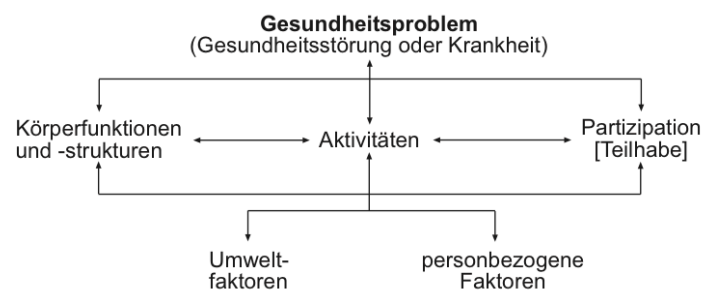 Gesundheitsproblem
(Gesundheitsstörung oder Krankheit)
Körperfunktionen
und -strukturen
Aktivitäten
Partizipation
[Teilhabe]
Umwelt-
faktoren
personbezogene
Faktoren